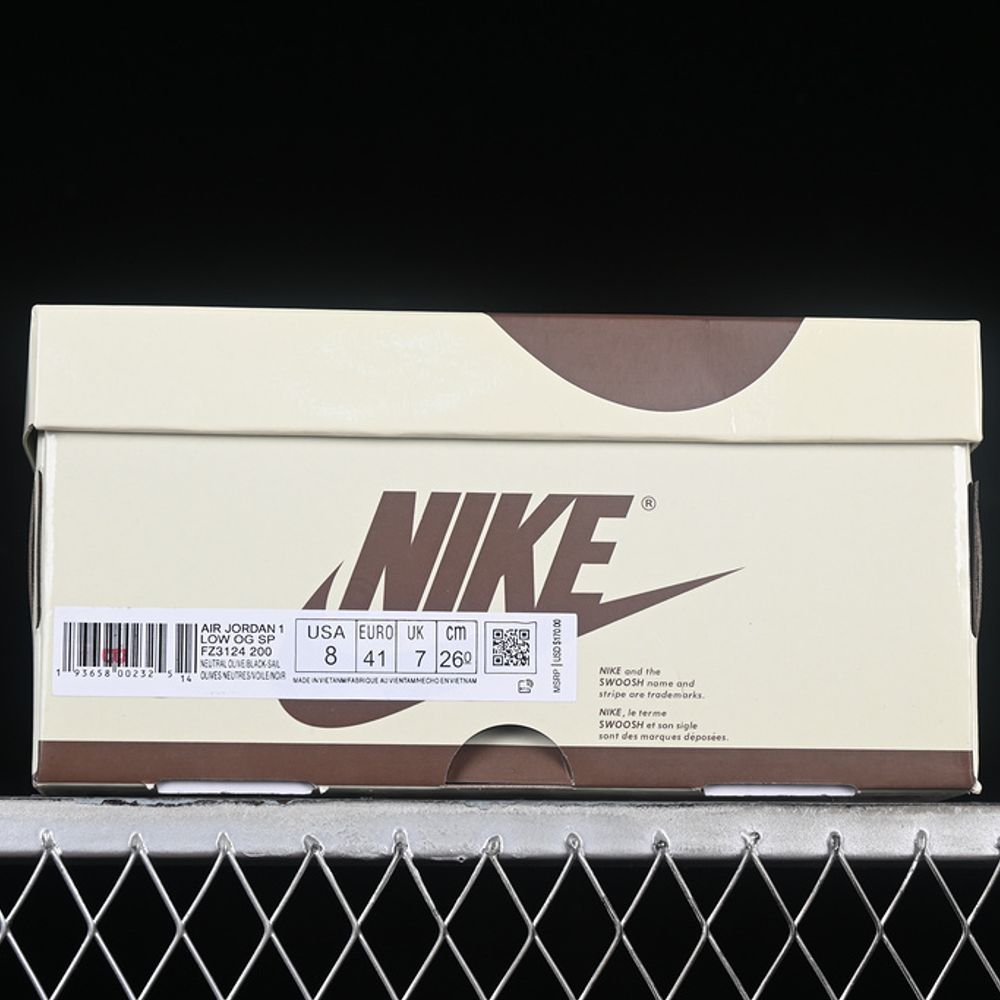 NIKE®
AIR JORDAN 1
LOW OG SP
FZ3124 200
NEUTRAL OLIVE/BLACK-SAIL
OLIVES NEUTRES/VOILE/NOIR
1 93658 00232 5 14
USA EURO UK cm
8 41 7 26.0
MADE IN VIETANM/FABRIQUE AU VIENTAM/HECHO EN VIETNAM
MSRP | USD $170.00
NIKE and the
SWOOSH name and
stripe are trademarks.
NIKE, le terme
SWOOSH et son sigle
sont des marques déposées.